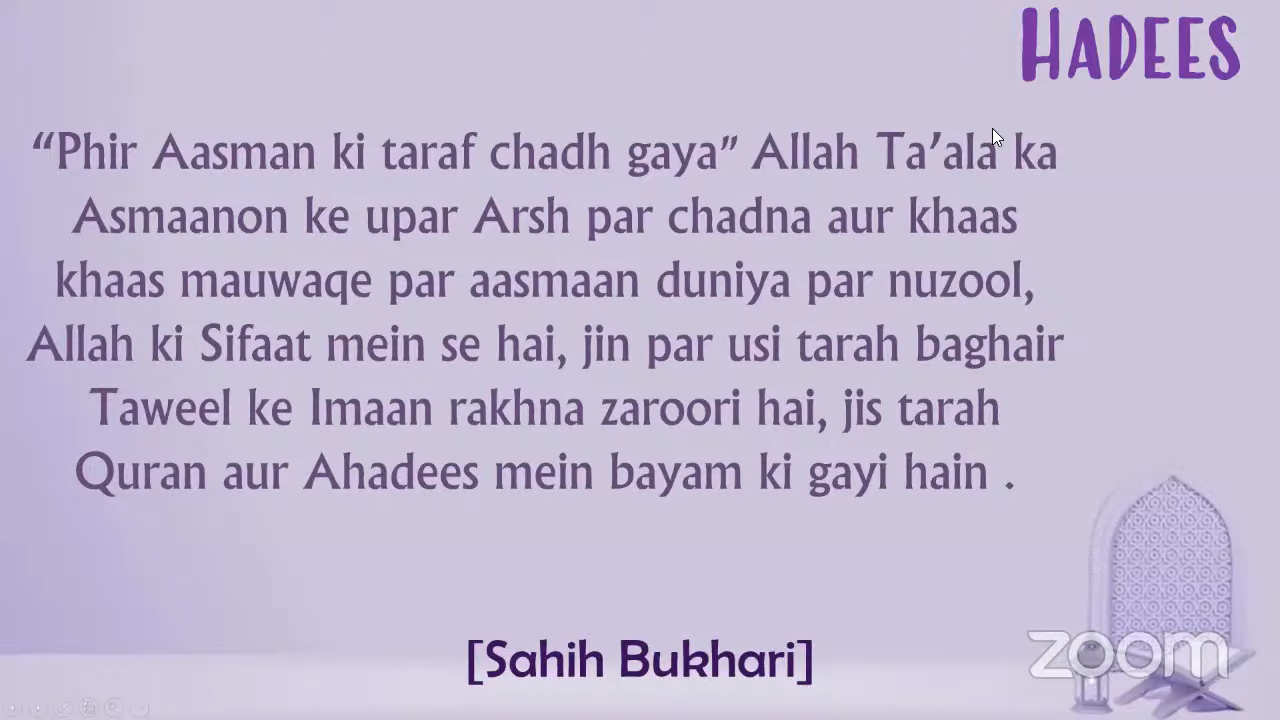 HADEES
“Phir Aasman ki taraf chadh gaya” Allah Ta’ala ka
Asmaanon ke upar Arsh par chadna aur khaas
khaas mauwaqe par aasmaan duniya par nuzool,
Allah ki Sifaat mein se hai, jin par usi tarah baghair
Taweel ke Imaan rakhna zaroori hai, jis tarah
Quran aur Ahadees mein bayam ki gayi hain .
[Sahih Bukhari]
zoom